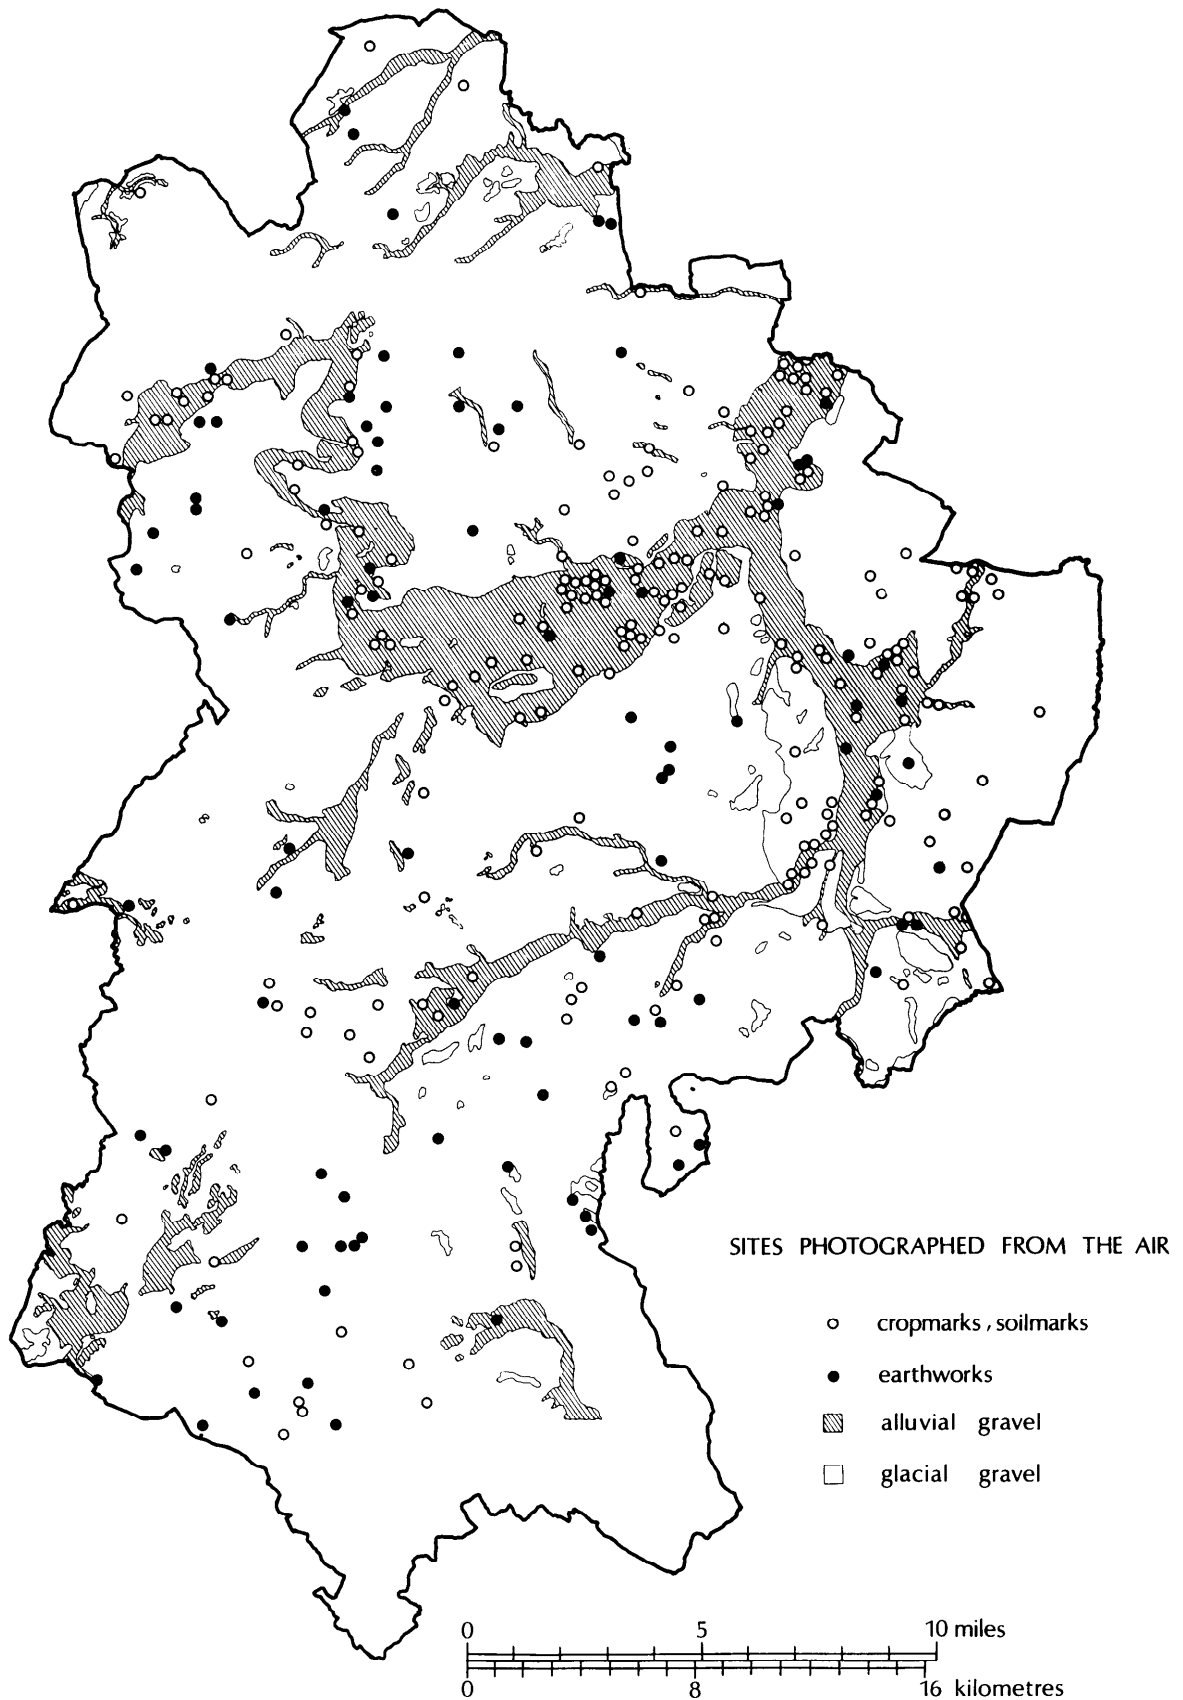 SITES PHOTOGRAPHED FROM THE AIR
cropmarks, soilmarks
earthworks
alluvial gravel
glacial gravel
0 5 10 miles
0 8 16 kilometres